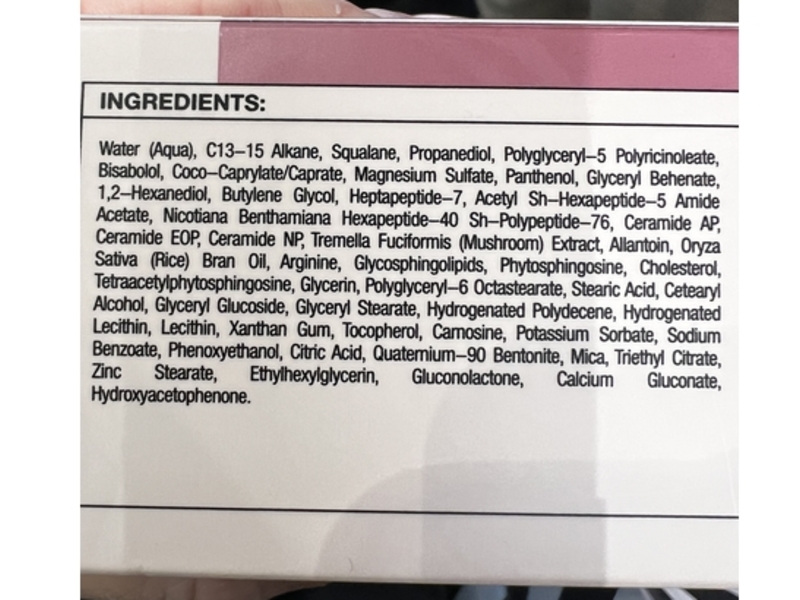 INGREDIENTS:
Water (Aqua), C13–15 Alkane, Squalane, Propanediol, Polyglyceryl–5 Polyricinoleate,
Bisabolol, Coco–Caprylate/Caprate, Magnesium Sulfate, Panthenol, Glyceryl Behenate,
1,2–Hexanediol, Butylene Glycol, Heptapeptide–7, Acetyl Sh–Hexapeptide–5 Amide
Acetate, Nicotiana Benthamiana Hexapeptide–40 Sh–Polypeptide–76, Ceramide AP,
Ceramide EOP, Ceramide NP, Tremella Fuciformis (Mushroom) Extract, Allantoin, Oryza
Sativa (Rice) Bran Oil, Arginine, Glycosphingolipids, Phytosphingosine, Cholesterol,
Tetraacetylphytosphingosine, Glycerin, Polyglyceryl–6 Octastearate, Stearic Acid, Cetearyl
Alcohol, Glyceryl Glucoside, Glyceryl Stearate, Hydrogenated Polydecene, Hydrogenated
Lecithin, Lecithin, Xanthan Gum, Tocopherol, Carnosine, Potassium Sorbate, Sodium
Benzoate, Phenoxyethanol, Citric Acid, Quaternium–90 Bentonite, Mica, Triethyl Citrate,
Zinc Stearate, Ethylhexylglycerin, Gluconolactone, Calcium Gluconate,
Hydroxyacetophenone.